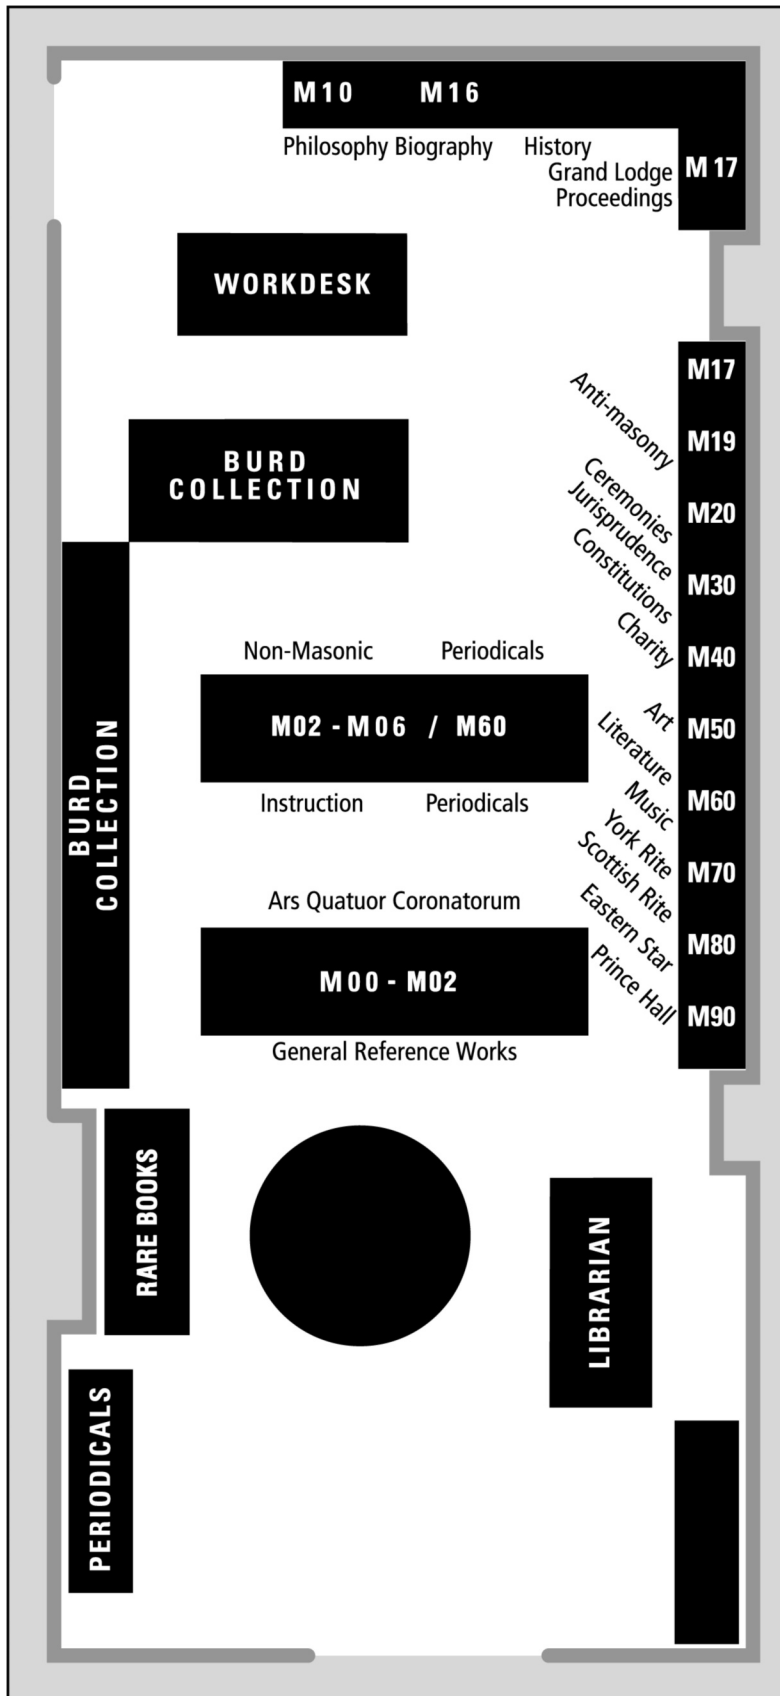 M10 M16
Philosophy Biography History
Grand Lodge
Proceedings
M 17
WORKDESK
M17
Anti-masonry
M19
BURD
COLLECTION
Ceremonies
M20
Jurisprudence
Constitutions
M30
Charity
M40
Non-Masonic Periodicals
M02 - M06 / M60
Instruction Periodicals
Art
M50
Literature
Music
M60
York Rite
M70
Scottish Rite
Eastern Star
M80
Prince Hall
M90
BURD
COLLECTION
Ars Quatuor Coronatorum
M00 - M02
General Reference Works
RARE BOOKS
LIBRARIAN
PERIODICALS